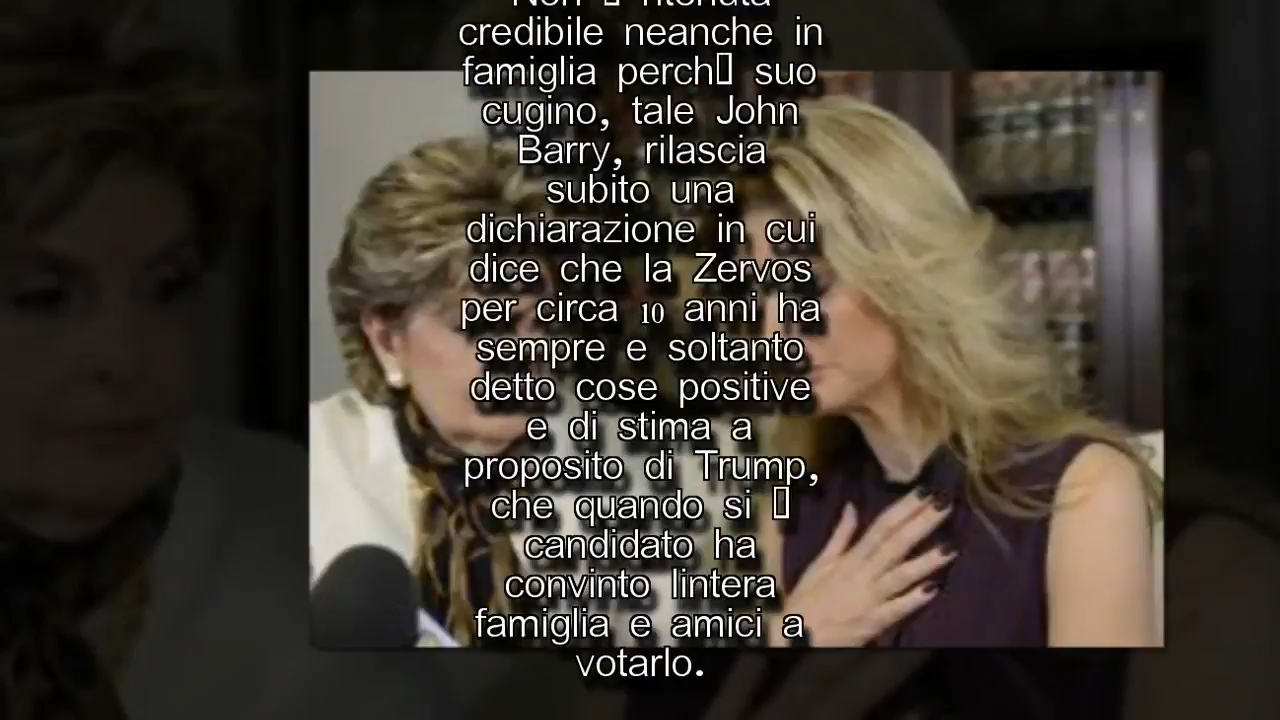 Non ▯ ritenuta
credibile neanche in
famiglia perch▯ suo
cugino, tale John
Barry, rilascia
subito una
dichiarazione in cui
dice che la Zervos
per circa 10 anni ha
sempre e soltanto
detto cose positive
e di stima a
proposito di Trump,
che quando si ▯
candidato ha
convinto lintera
famiglia e amici a
votarlo.